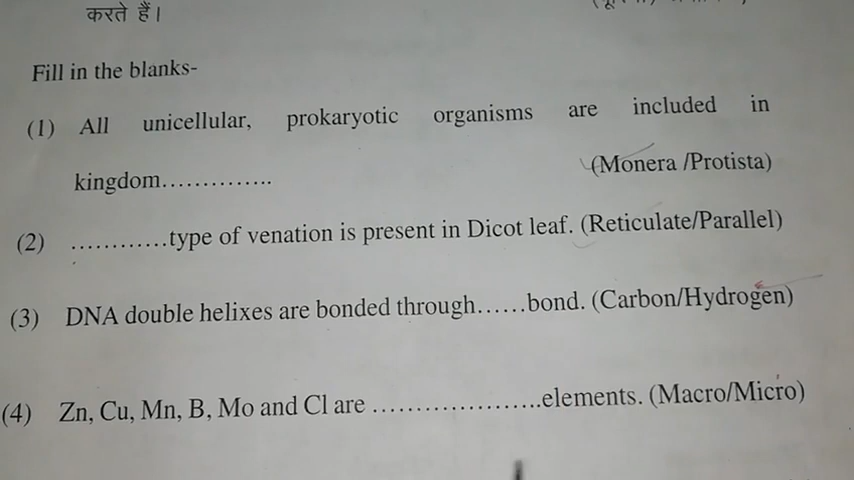 करते हैं।
Fill in the blanks-
(1) All unicellular, prokaryotic organisms are included in
kingdom.............. (Monera /Protista)
(2) ............type of venation is present in Dicot leaf. (Reticulate/Parallel)
(3) DNA double helixes are bonded through......bond. (Carbon/Hydrogen)
(4) Zn, Cu, Mn, B, Mo and Cl are ....................elements. (Macro/Micro)